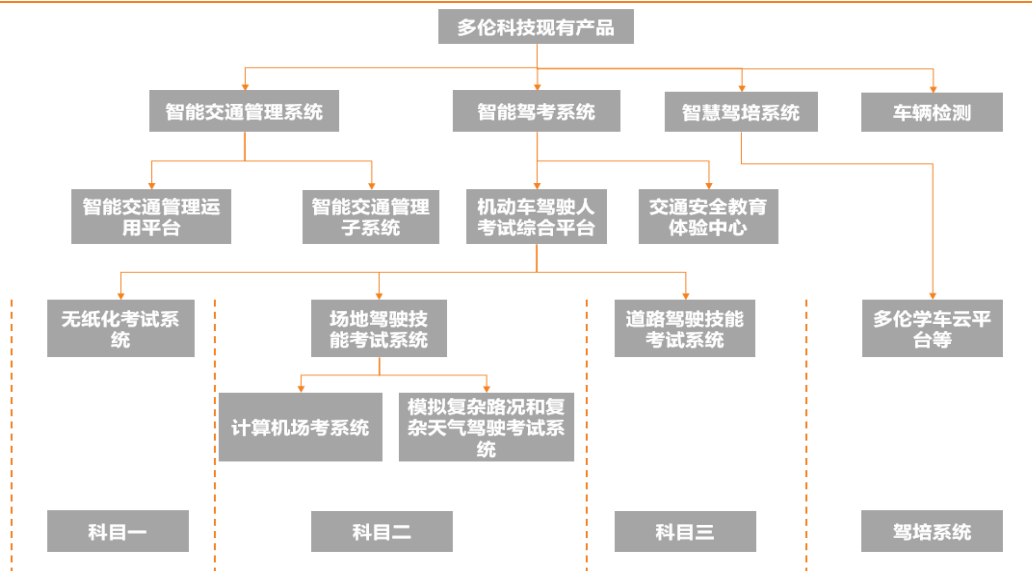 多伦科技现有产品
智能交通管理系统
智能驾考系统
智慧驾培系统
车辆检测
智能交通管理运
用平台
智能交通管理
子系统
机动车驾驶人
考试综合平台
交通安全教育
体验中心
无纸化考试系
统
场地驾驶技
能考试系统
道路驾驶技能
考试系统
多伦学车云平
台等
计算机场考系统
模拟复杂路况和复
杂天气驾驶考试系
统
科目一
科目二
科目三
驾培系统